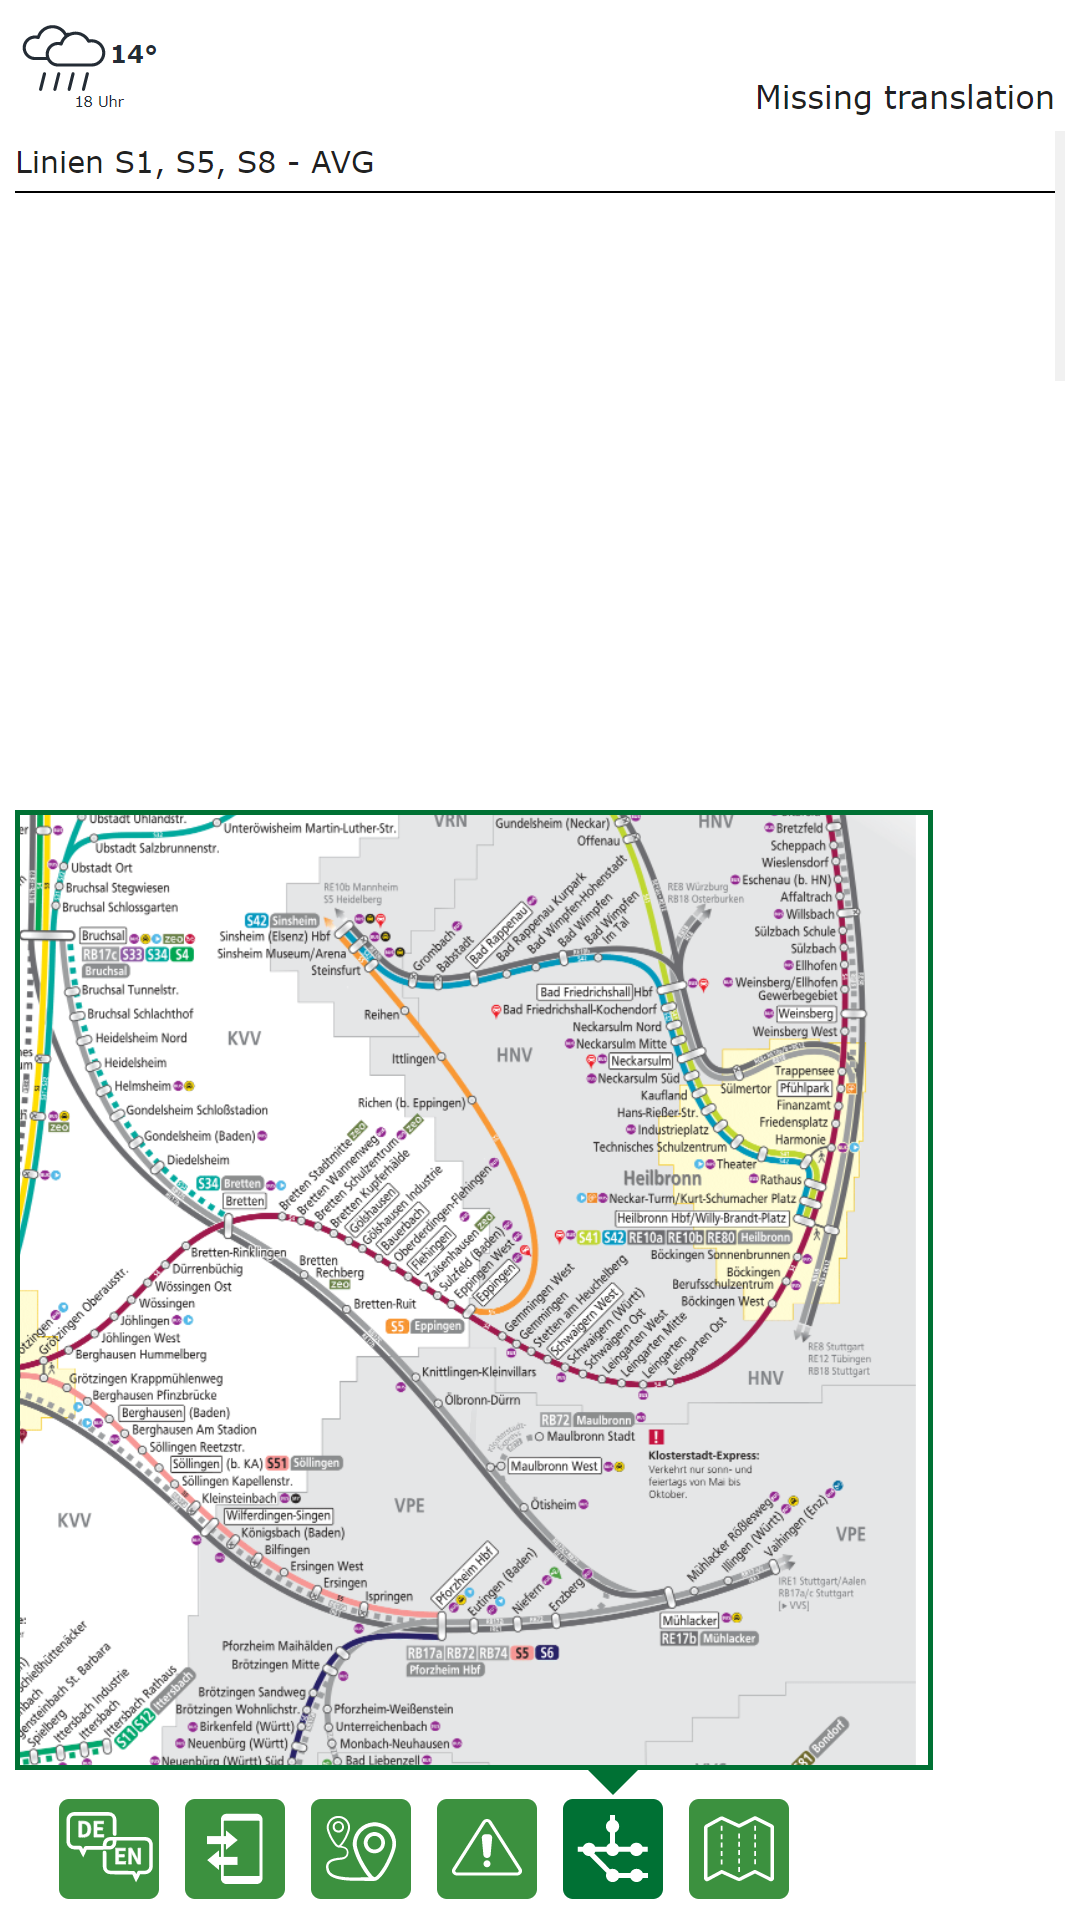 14°
18 Uhr
Missing translation
Linien S1, S5, S8 - AVG
Ubstadt Uhlandstr.
Unteröwisheim Martin-Luther-Str.
Ubstadt Salzbrunnenstr.
Ubstadt Ort
Bruchsal Stegwiesen
Bruchsal Schlossgarten
Bruchsal
zeo
RB17c S33 S34 S4
Bruchsal
Bruchsal Tunnelstr.
Bruchsal Schlachthof
Heidelsheim Nord
Heidelsheim
Helmsheim
Gondelsheim Schloßstadion
Gondelsheim (Baden)
Diedelsheim
zeo
S34 Bretten
Bretten
KVV
VRN
HNV
RE10b Mannheim
S5 Heidelberg
S42 Sinsheim
Sinsheim (Elsenz) Hbf
Sinsheim Museum/Arena
Steinsfurt
Grombach
Babstadt
Bad Rappenau
Bad Rappenau Kurpark
Bad Wimpfen-Hohenstadt
Bad Wimpfen
Bad Wimpfen
Im Tal
Gundelsheim (Neckar)
Offenau
RE8 Würzburg
RB18 Osterburken
Reihen
Ittlingen
Richen (b. Eppingen)
HNV
Bad Friedrichshall Hbf
Bad Friedrichshall-Kochendorf
Neckarsulm Nord
Neckarsulm Mitte
Neckarsulm
Neckarsulm Süd
Kaufland
Hans-Rießer-Str.
Industrieplatz
Technisches Schulzentrum
Theater
Heilbronn
Rathaus
Neckar-Turm/Kurt-Schumacher Platz
Heilbronn Hbf/Willy-Brandt-Platz
S41 S42 RE10a RE10b RE80 Heilbronn
Böckingen Sonnenbrunnen
Böckingen
Berufsschulzentrum
Böckingen West
Bretzfeld
Scheppach
Wieslensdorf
Eschenau (b. HN)
Affaltrach
Willsbach
Sülzbach Schule
Sülzbach
Ellhofen
Weinsberg/Ellhofen
Gewerbegebiet
Weinsberg
Weinsberg West
Trappensee
Sülmertor
Pfühlpark
Finanzamt
Friedensplatz
Harmonie
RE8 Stuttgart
RE12 Tübingen
RB18 Stuttgart
HNV
Bretten Stadtmitte zeo
Bretten Wannenweg
Bretten Schulzentrum zeo
Bretten Kupferhälde
Gölshausen
Gölshausen Industrie
Bauerbach
Oberderdingen-Flehingen
Flehingen
Zaisenhausen zeo
Sulzfeld (Baden)
Eppingen West
Eppingen
S5 Eppingen
Gemmingen West
Gemmingen
Stetten am Heuchelberg
Schwaigern West
Schwaigern (Württ)
Schwaigern Ost
Leingarten West
Leingarten Mitte
Leingarten
Leingarten Ost
Bretten-Rinklingen
Dürrenbüchig
Wössingen Ost
Wössingen
Jöhlingen
Jöhlingen West
Berghausen Hummelberg
Grötzingen Oberausstr.
Bretten
Rechberg
zeo
Bretten-Ruit
Knittlingen-Kleinvillars
Ölbronn-Dürrn
RB72 Maulbronn
Maulbronn Stadt
Klosterstadt-
Express
Maulbronn West
Ötisheim
Klosterstadt-Express:
Verkehrt nur sonn- und
feiertags von Mai bis
Oktober.
Grötzingen Krappmühlenweg
Berghausen Pfinzbrücke
Berghausen (Baden)
Berghausen Am Stadion
Söllingen Reetzstr.
Söllingen (b. KA) S51 Söllingen
Söllingen Kapellenstr.
Kleinsteinbach
Wilferdingen-Singen
Königsbach (Baden)
Bilfingen
Ersingen West
Ersingen
Ispringen
KVV
VPE
Pforzheim Hbf
Eutingen (Baden)
Niefern
Enzberg
Mühlacker Rößlesweg
Illingen (Württ)
Vaihingen (Enz)
VPE
IRE1 Stuttgart/Aalen
RB17a/c Stuttgart
[▸ VVS]
Mühlacker
RE17b Mühlacker
RB17a RB72 RB74 S5 S6
Pforzheim Hbf
Pforzheim Maihälden
Brötzingen Mitte
Brötzingen Sandweg
Brötzingen Wohnlichstr.
Birkenfeld (Württ)
Neuenbürg (Württ)
Neuenbürg (Württ) Süd
Pforzheim-Weißenstein
Unterreichenbach
Monbach-Neuhausen
Bad Liebenzell
Spielberg
Ittersbach Industrie
Ittersbach
Ittersbach Rathaus
S11 S12 Ittersbach
Bondorf
DE
EN